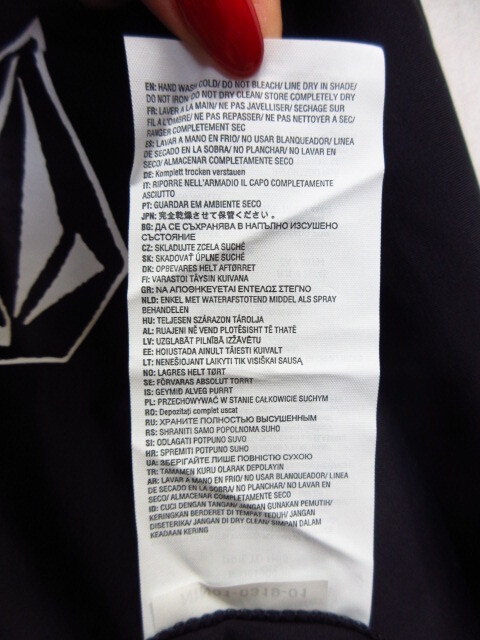 EN: HAND WASH COLD/ DO NOT BLEACH/ LINE DRY IN SHADE/
DO NOT IRON/ DO NOT DRY CLEAN/ STORE COMPLETELY DRY
FR: LAVER A LA MAIN/ NE PAS JAVELLISER/ SECHAGE SUR
FIL A L'OMBRE/ NE PAS REPASSER/ NE PAS NETTOYER A SEC/
RANGER COMPLETEMENT SEC
ES: LAVAR A MANO EN FRIO/ NO USAR BLANQUEADOR/ LINEA
DE SECADO EN LA SOBRA/ NO PLANCHAR/ NO LAVAR EN
SECO/ ALMACENAR COMPLETAMENTE SECO
DE: Komplett trocken verstauen
IT: RIPORRE NELL'ARMADIO IL CAPO COMPLETAMENTE
ASCIUTTO
PT: GUARDAR EM AMBIENTE SECO
JPN: 完全乾燥させて保管ください。
BG: ДА СЕ СЪХРАНЯВА В НАПЪЛНО ИЗСУШЕНО
СЪСТОЯНИЕ
CZ: SKLADUJTE ZCELA SUCHÉ
SK: SKADOVAŤ ÚPLNE SUCHÉ
DK: OPBEVARES HELT AFTØRRET
FI: VARASTOI TÄYSIN KUIVANA
GR: ΝΑ ΑΠΟΘΗΚΕΥΕΤΑΙ ΕΝΤΕΛΩΣ ΣΤΕΓΝΟ
NLD: ENKEL MET WATERAFSTOTEND MIDDEL ALS SPRAY
BEHANDELEN
HU: TELJESEN SZÁRAZON TÁROLJA
AL: RUAJENI NË VEND PLOTËSISHT TË THATË
LV: UZGLABĀT PILNĪBĀ IZŽĀVĒTU
EE: HOIUSTADA AINULT TÄIESTI KUIVALT
LT: NENEŠIOJANT LAIKYTI TIK VISIŠKAI SAUSĄ
NO: LAGRES HELT TØRT
SE: FÖRVARAS ABSOLUT TORRT
IS: GEYMIÐ ALVEG ÞURRT
PL: PRZECHOWYWAĆ W STANIE CAŁKOWICIE SUCHYM
RO: Depozitaţi complet uscat
RU: ХРАНИТЕ ПОЛНОСТЬЮ ВЫСУШЕННЫМ
RS: SHRANITI SAMO POPOLNOMA SUHO
SI: ODLAGATI POTPUNO SUVO
HR: SPREMITI POTPUNO SUHO
UA: ЗБЕРІГАЙТЕ ЛИШЕ ПОВНІСТЮ СУХОЮ
TR: TAMAMEN KURU OLARAK DEPOLAYIN
AR: LAVAR A MANO EN FRIO/ NO USAR BLANQUEADOR/ LINEA
DE SECADO EN LA SOBRA/ NO PLANCHAR/ NO LAVAR EN
SECO/ ALMACENAR COMPLETAMENTE SECO
ID: CUCI DENGAN TANGAN/ JANGAN GUNAKAN PEMUTIH/
KERINGKAN BERDERET DI TEMPAT TEDUH/ JANGAN
DISETERIKA/ JANGAN DI DRY CLEAN/ SIMPAN DALAM
KEADAAN KERING